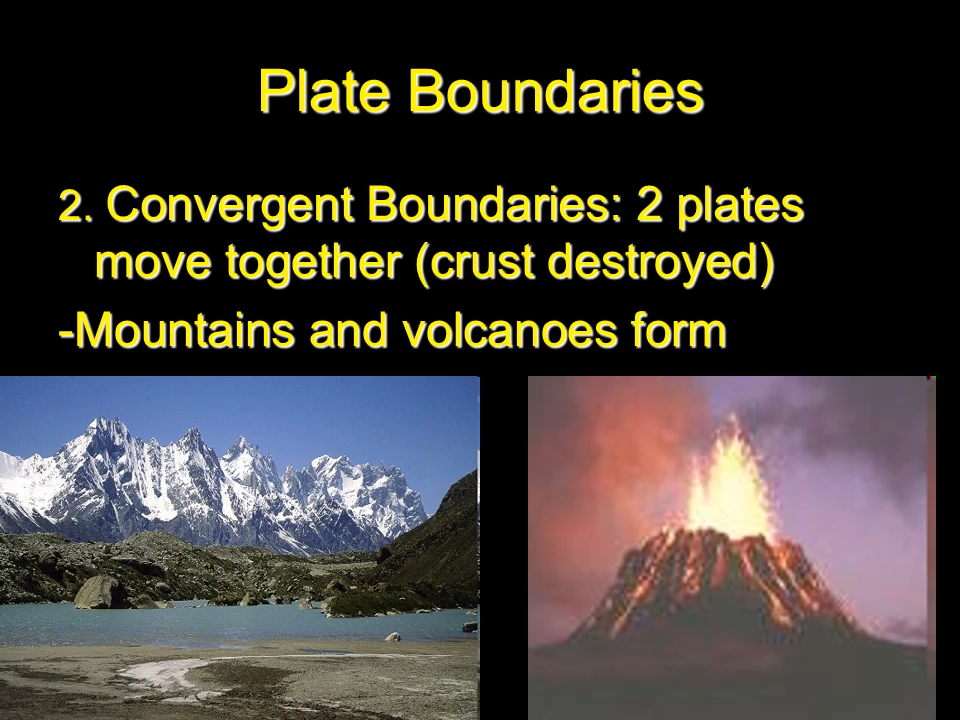 Plate Boundaries
2. Convergent Boundaries: 2 plates
move together (crust destroyed)
-Mountains and volcanoes form